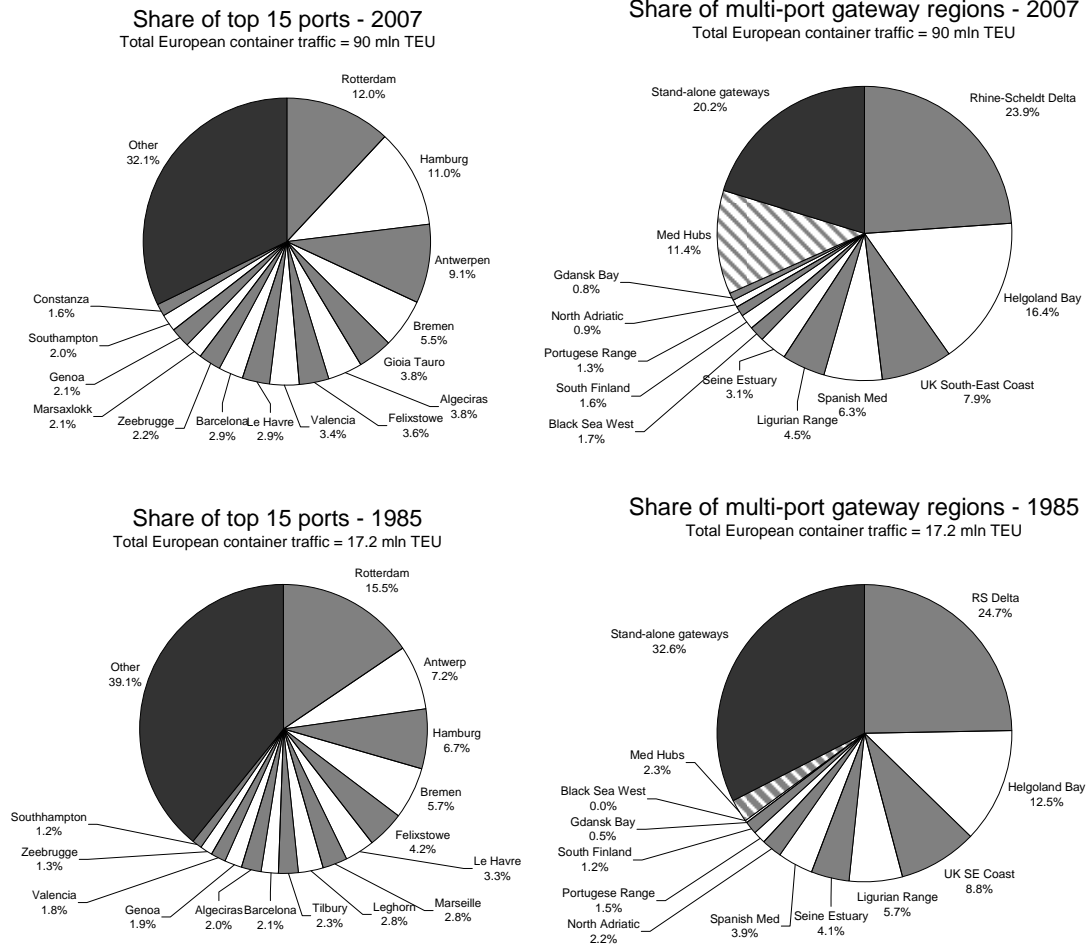 Share of top 15 ports - 2007
Total European container traffic = 90 mln TEU
Rotterdam
12.0%
Hamburg
11.0%
Antwerpen
9.1%
Bremen
5.5%
Gioia Tauro
3.8%
Algeciras
3.8%
Felixstowe
3.6%
Valencia
3.4%
Le Havre
2.9%
Barcelona
2.9%
Zeebrugge
2.2%
Marsaxlokk
2.1%
Genoa
2.1%
Southampton
2.0%
Constanza
1.6%
Other
32.1%
Share of multi-port gateway regions - 2007
Total European container traffic = 90 mln TEU
Rhine-Scheldt Delta
23.9%
Helgoland Bay
16.4%
UK South-East Coast
7.9%
Spanish Med
6.3%
Ligurian Range
4.5%
Seine Estuary
3.1%
Black Sea West
1.7%
South Finland
1.6%
Portugese Range
1.3%
North Adriatic
0.9%
Gdansk Bay
0.8%
Med Hubs
11.4%
Stand-alone gateways
20.2%
Share of top 15 ports - 1985
Total European container traffic = 17.2 mln TEU
Rotterdam
15.5%
Antwerp
7.2%
Hamburg
6.7%
Bremen
5.7%
Felixstowe
4.2%
Le Havre
3.3%
Marseille
2.8%
Leghorn
2.8%
Tilbury
2.3%
Barcelona
2.1%
Algeciras
2.0%
Genoa
1.9%
Valencia
1.8%
Zeebrugge
1.3%
Southhampton
1.2%
Other
39.1%
Share of multi-port gateway regions - 1985
Total European container traffic = 17.2 mln TEU
RS Delta
24.7%
Helgoland Bay
12.5%
UK SE Coast
8.8%
Ligurian Range
5.7%
Seine Estuary
4.1%
Spanish Med
3.9%
North Adriatic
2.2%
Portugese Range
1.5%
South Finland
1.2%
Gdansk Bay
0.5%
Black Sea West
0.0%
Med Hubs
2.3%
Stand-alone gateways
32.6%